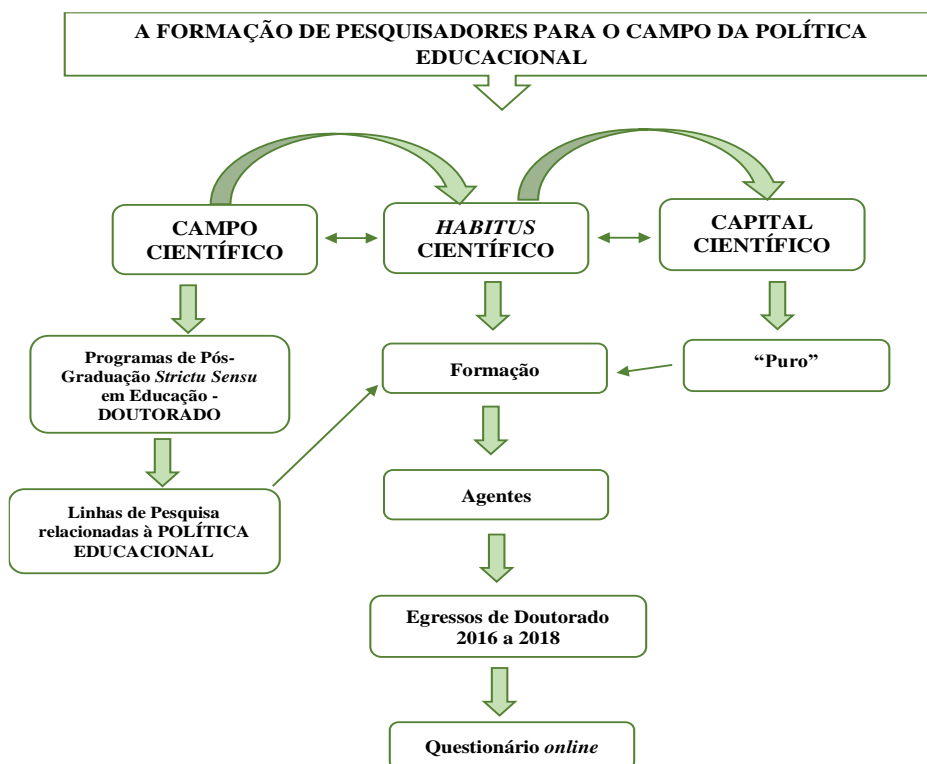 A FORMAÇÃO DE PESQUISADORES PARA O CAMPO DA POLÍTICA
EDUCACIONAL
CAMPO
CIENTÍFICO
HABITUS
CIENTÍFICO
CAPITAL
CIENTÍFICO
Programas de Pós-
Graduação Strictu Sensu
em Educação -
DOUTORADO
Formação
“Puro”
Linhas de Pesquisa
relacionadas à POLÍTICA
EDUCACIONAL
Agentes
Egressos de Doutorado
2016 a 2018
Questionário online